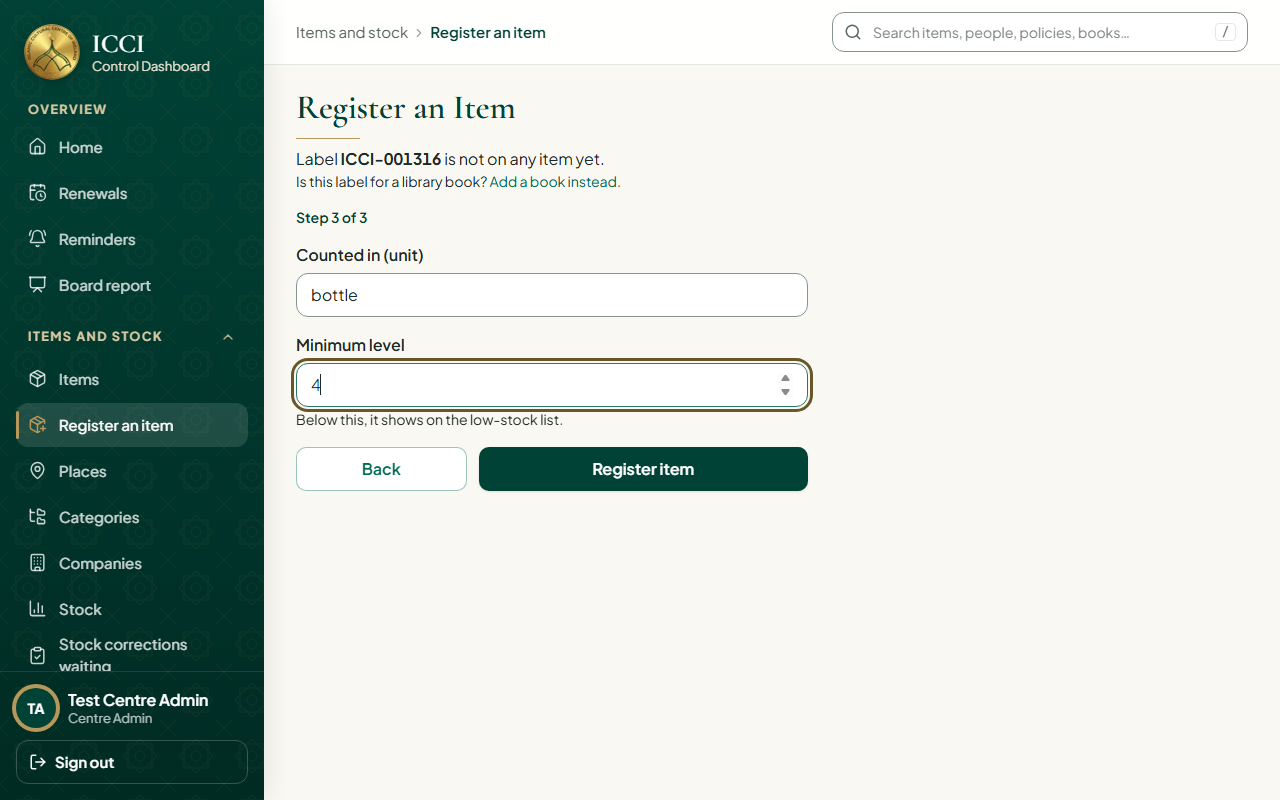 ICCI
Control Dashboard
OVERVIEW
Home
Renewals
Reminders
Board report
ITEMS AND STOCK
Items
Register an item
Places
Categories
Companies
Stock
Stock corrections
waiting
TA
Test Centre Admin
Centre Admin
Sign out
Items and stock > Register an item
Search items, people, policies, books…
/
Register an Item
Label ICCI-001316 is not on any item yet.
Is this label for a library book? Add a book instead.
Step 3 of 3
Counted in (unit)
bottle
Minimum level
4
Below this, it shows on the low-stock list.
Back
Register item